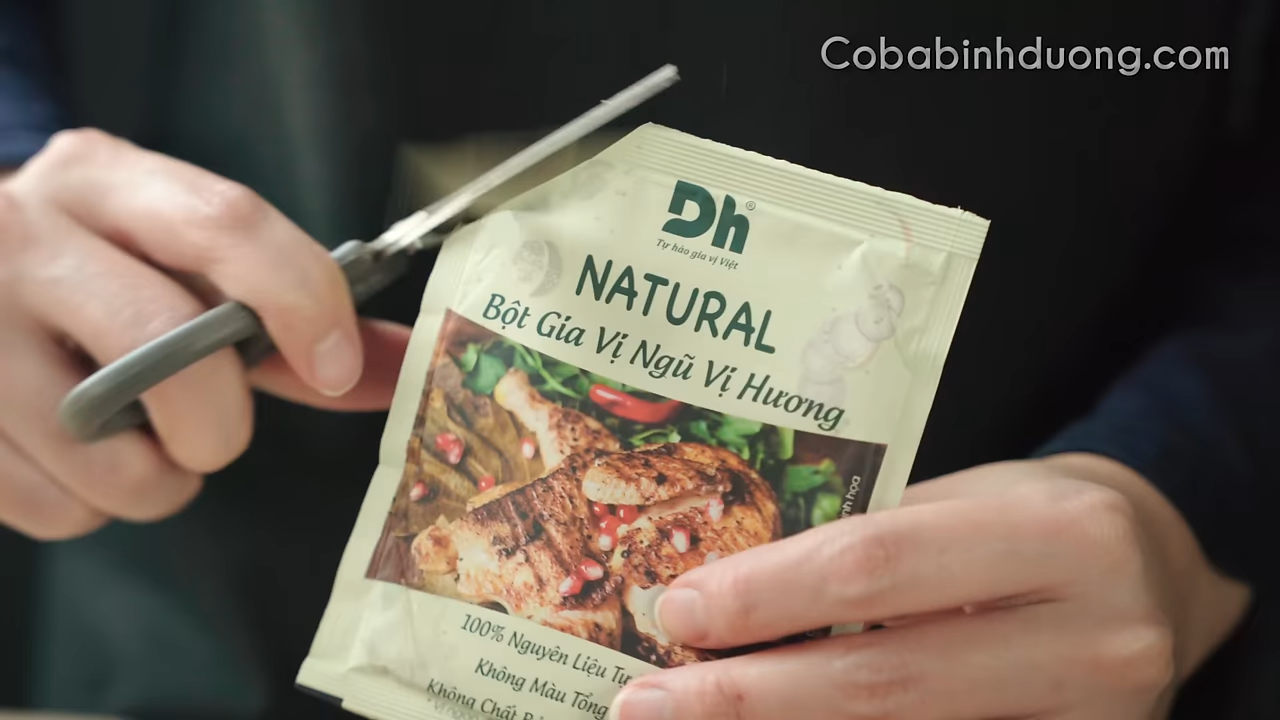 Cobabinhduong.com
Dh®
Tự hào gia vị Việt
NATURAL
Bột Gia Vị Ngũ Vị Hương
100% Nguyên Liệu Tự
Không Màu Tổng
Không Chất